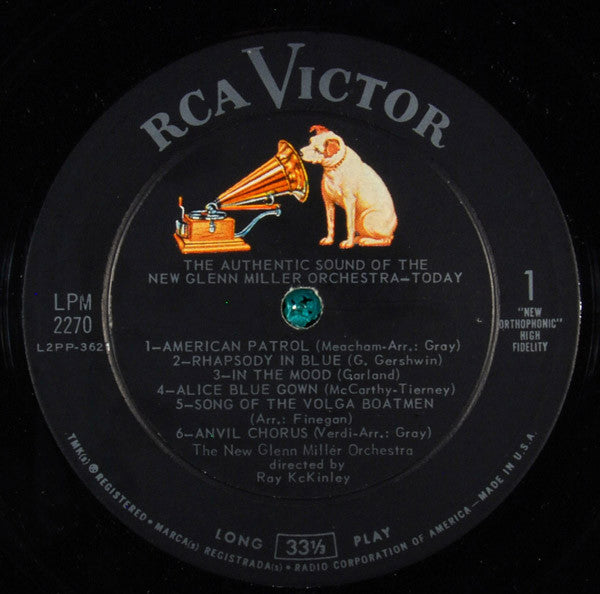 RCA VICTOR
THE AUTHENTIC SOUND OF THE
NEW GLENN MILLER ORCHESTRA—TODAY
LPM
2270
L2PP-362
1
"NEW
ORTHOPHONIC"
HIGH
FIDELITY
1—AMERICAN PATROL (Meacham-Arr.: Gray)
2—RHAPSODY IN BLUE (G. Gershwin)
3—IN THE MOOD (Garland)
4—ALICE BLUE GOWN (McCarthy-Tierney)
5—SONG OF THE VOLGA BOATMEN
(Arr.: Finegan)
6—ANVIL CHORUS (Verdi-Arr.: Gray)
The New Glenn Miller Orchestra
directed by
Ray McKinley
LONG 33⅓ PLAY
TMK(s) ® REGISTERED • MARCA(s) REGISTRADA(s) • RADIO CORPORATION OF AMERICA — MADE IN U.S.A.